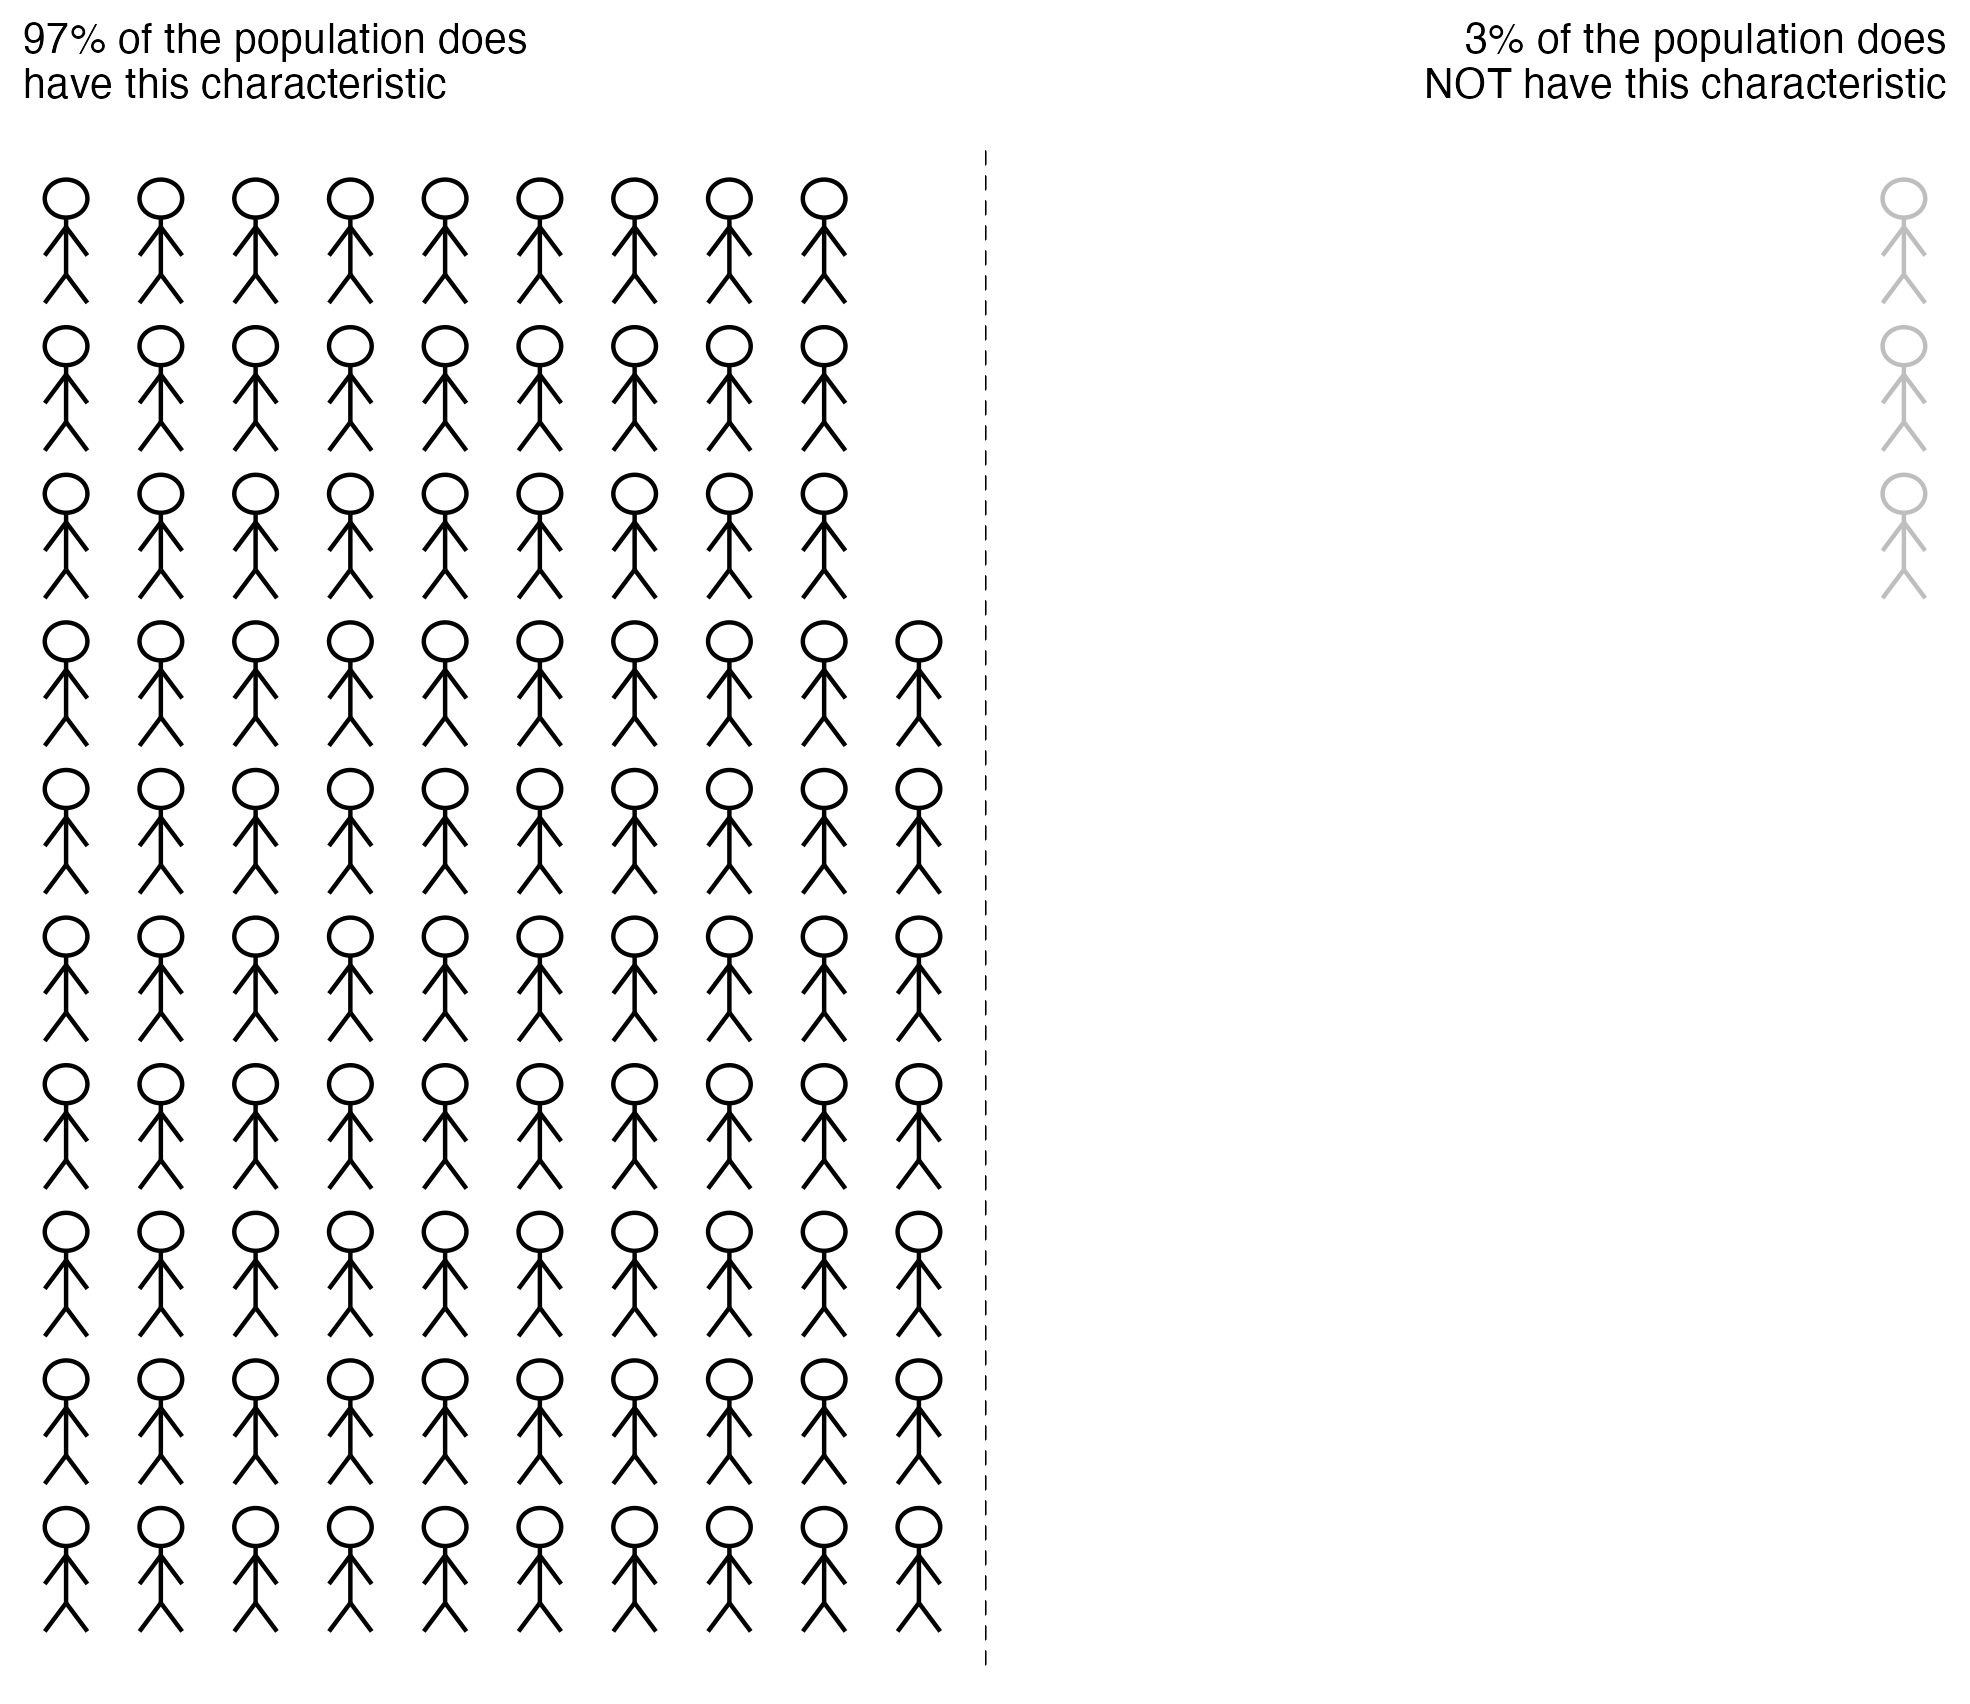 97% of the population does
have this characteristic
3% of the population does
NOT have this characteristic